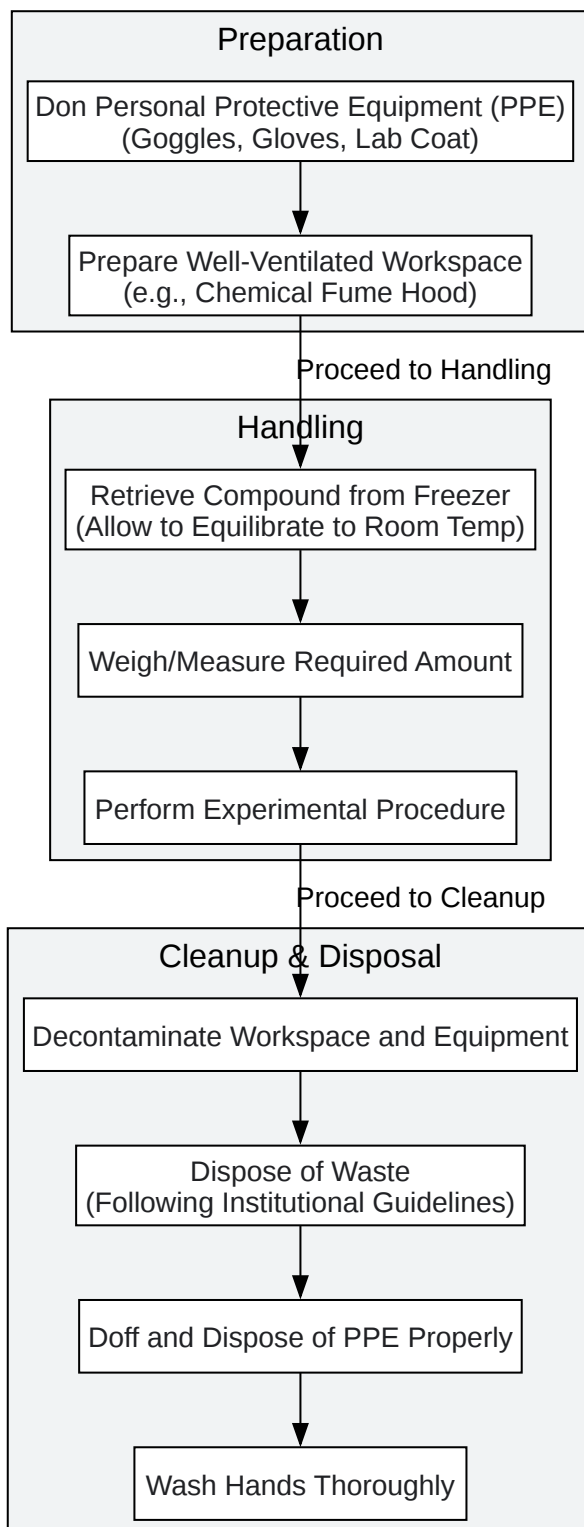 Preparation
Don Personal Protective Equipment (PPE)
(Goggles, Gloves, Lab Coat)
Prepare Well-Ventilated Workspace
(e.g., Chemical Fume Hood)
Proceed to Handling
Handling
Retrieve Compound from Freezer
(Allow to Equilibrate to Room Temp)
Weigh/Measure Required Amount
Perform Experimental Procedure
Proceed to Cleanup
Cleanup & Disposal
Decontaminate Workspace and Equipment
Dispose of Waste
(Following Institutional Guidelines)
Doff and Dispose of PPE Properly
Wash Hands Thoroughly